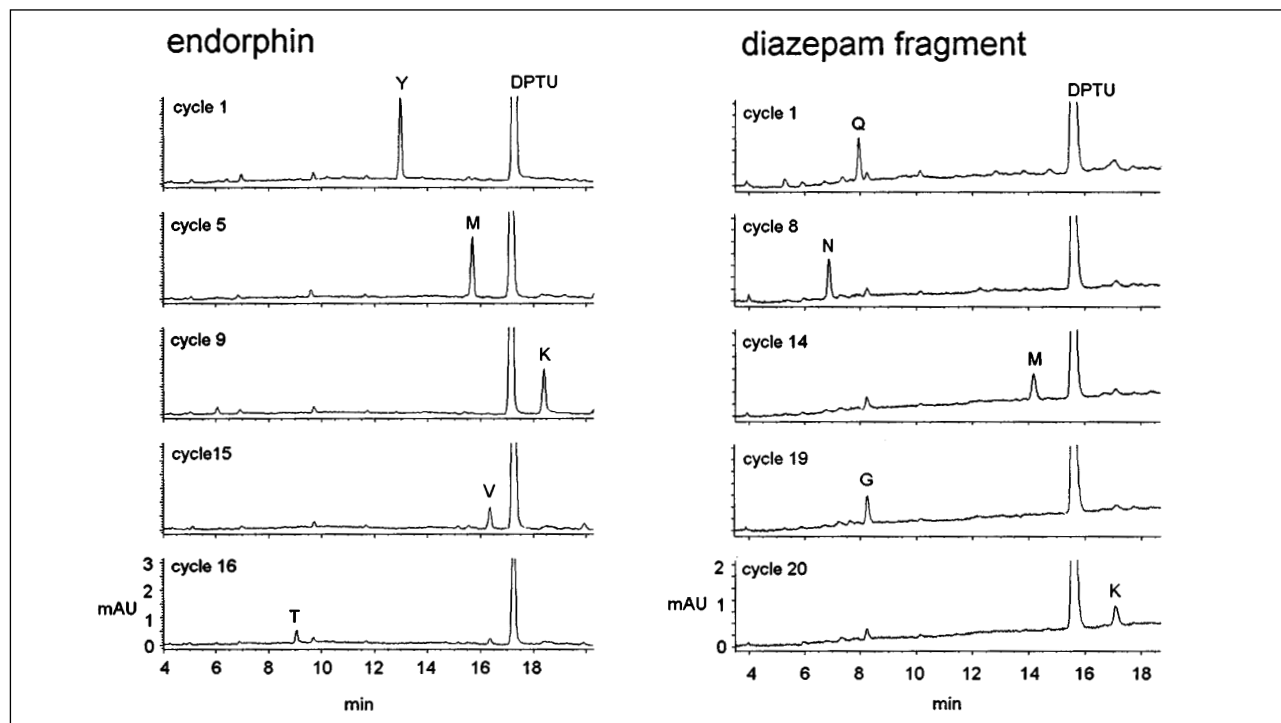 endorphin
Y
DPTU
cycle 1
M
cycle 5
K
cycle 9
V
cycle15
cycle 16
T
3
2
mAU 1
0
4 6 8 10 12 14 16 18
min
diazepam fragment
DPTU
Q
cycle 1
N
cycle 8
M
cycle 14
G
cycle 19
K
cycle 20
2
mAU 1
0
4 6 8 10 12 14 16 18
min